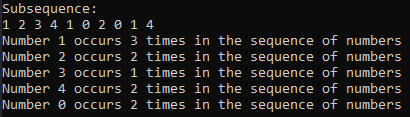 Subsequence:
1 2 3 4 1 0 2 0 1 4
Number 1 occurs 3 times in the sequence of numbers
Number 2 occurs 2 times in the sequence of numbers
Number 3 occurs 1 times in the sequence of numbers
Number 4 occurs 2 times in the sequence of numbers
Number 0 occurs 2 times in the sequence of numbers